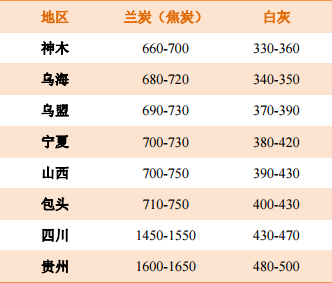 地区 兰炭（焦炭） 白灰
神木 660-700 330-360
乌海 680-720 340-350
乌盟 690-730 370-390
宁夏 700-730 380-420
山西 700-750 390-430
包头 710-750 400-430
四川 1450-1550 430-470
贵州 1600-1650 480-500